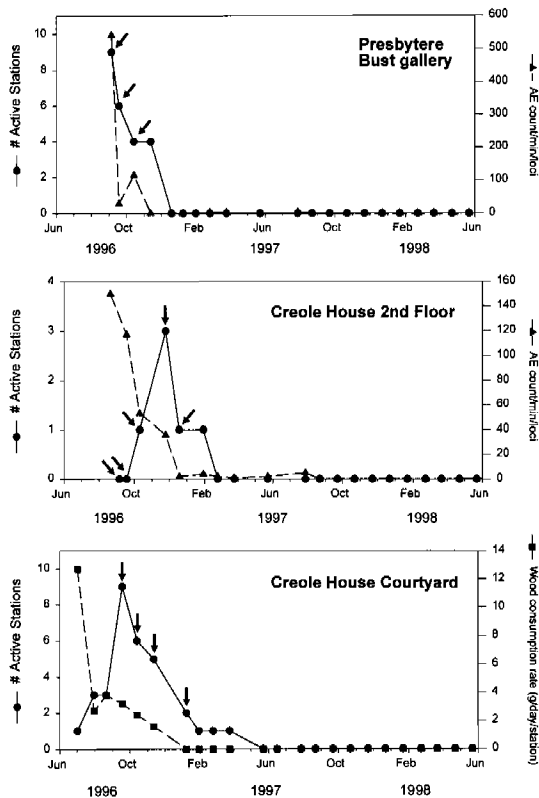 Presbytere
Bust gallery
# Active Stations
10
8
6
4
2
0
600
500
400
300
200
100
0
AE count/min/loci
Jun Oct Feb Jun Oct Feb Jun
1996 1997 1998
Creole House 2nd Floor
# Active Stations
4
3
2
1
0
160
140
120
100
80
60
40
20
0
AE count/min/loci
Jun Oct Feb Jun Oct Feb Jun
1996 1997 1998
Creole House Courtyard
# Active Stations
10
8
6
4
2
0
14
12
10
8
6
4
2
0
Wood consumption
rate (g/day/station)
Jun Oct Feb Jun Oct Feb Jun
1996 1997 1998